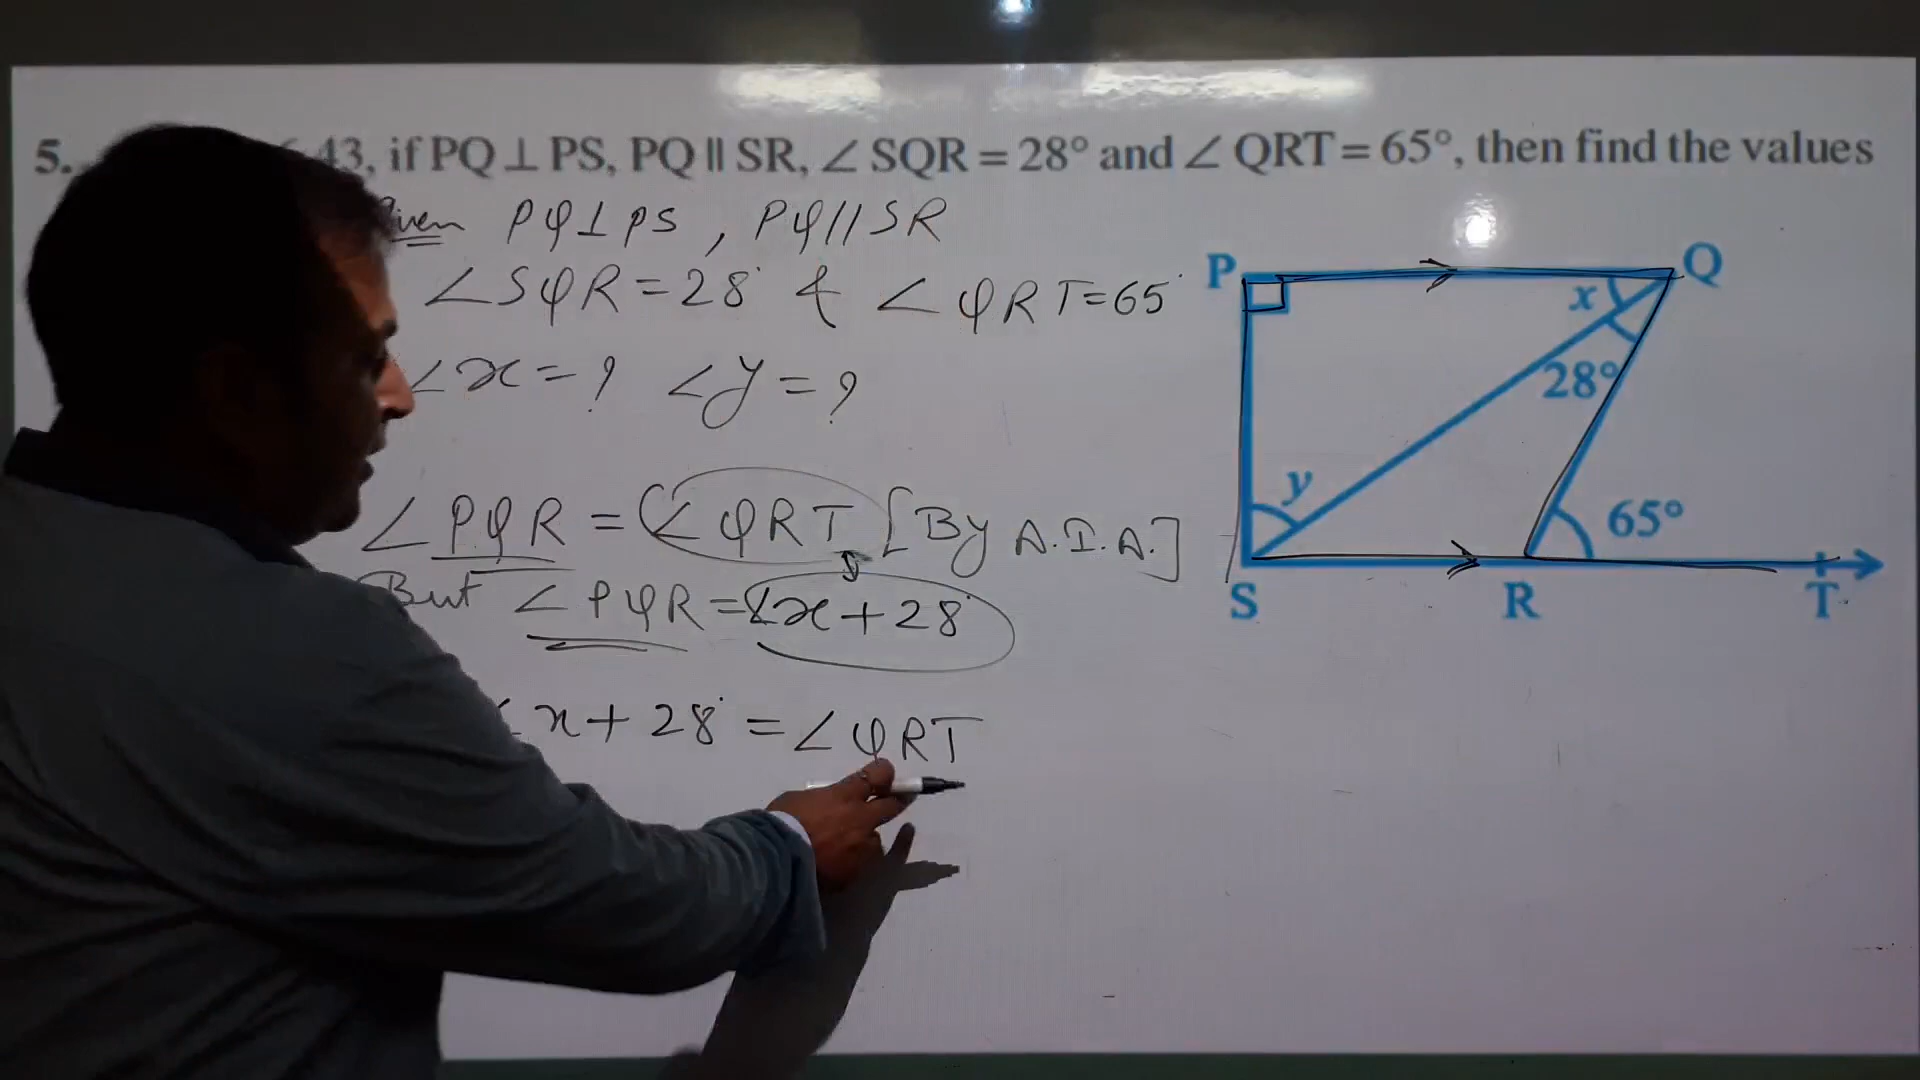 5. 43, if PQ ⊥ PS, PQ || SR, ∠ SQR = 28° and ∠ QRT = 65°, then find the values
Given PQ⊥PS , PQ//SR
∠SQR=28° & ∠QRT=65°
∠x=? ∠y=?
∠PQR = ∠QRT [By A.I.A.]
But ∠PQR = ∠x+28°
∠x+28° = ∠QRT
P
Q
x
28°
y
65°
S
R
T